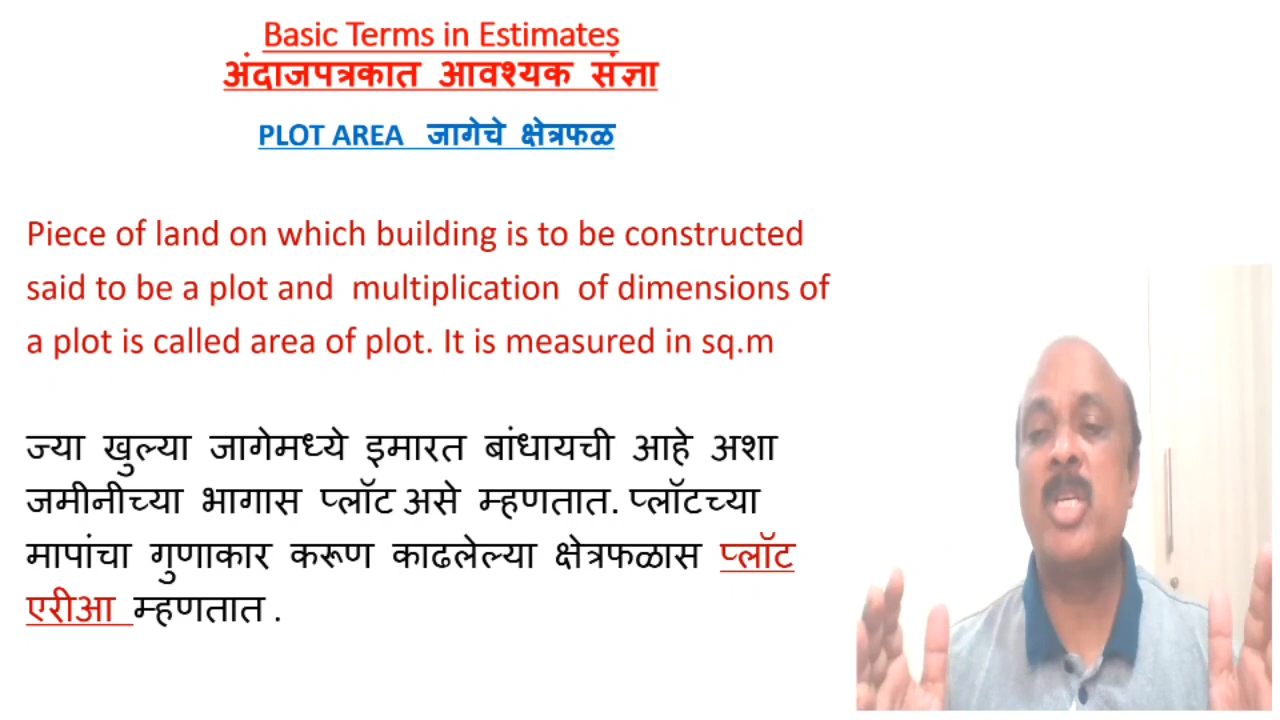 Basic Terms in Estimates
अंदाजपत्रकात आवश्यक संज्ञा
PLOT AREA जागेचे क्षेत्रफळ
Piece of land on which building is to be constructed
said to be a plot and multiplication of dimensions of
a plot is called area of plot. It is measured in sq.m
ज्या खुल्या जागेमध्ये इमारत बांधायची आहे अशा
जमीनीच्या भागास प्लॉट असे म्हणतात. प्लॉटच्या
मापांचा गुणाकार करूण काढलेल्या क्षेत्रफळास प्लॉट
एरीआ म्हणतात .